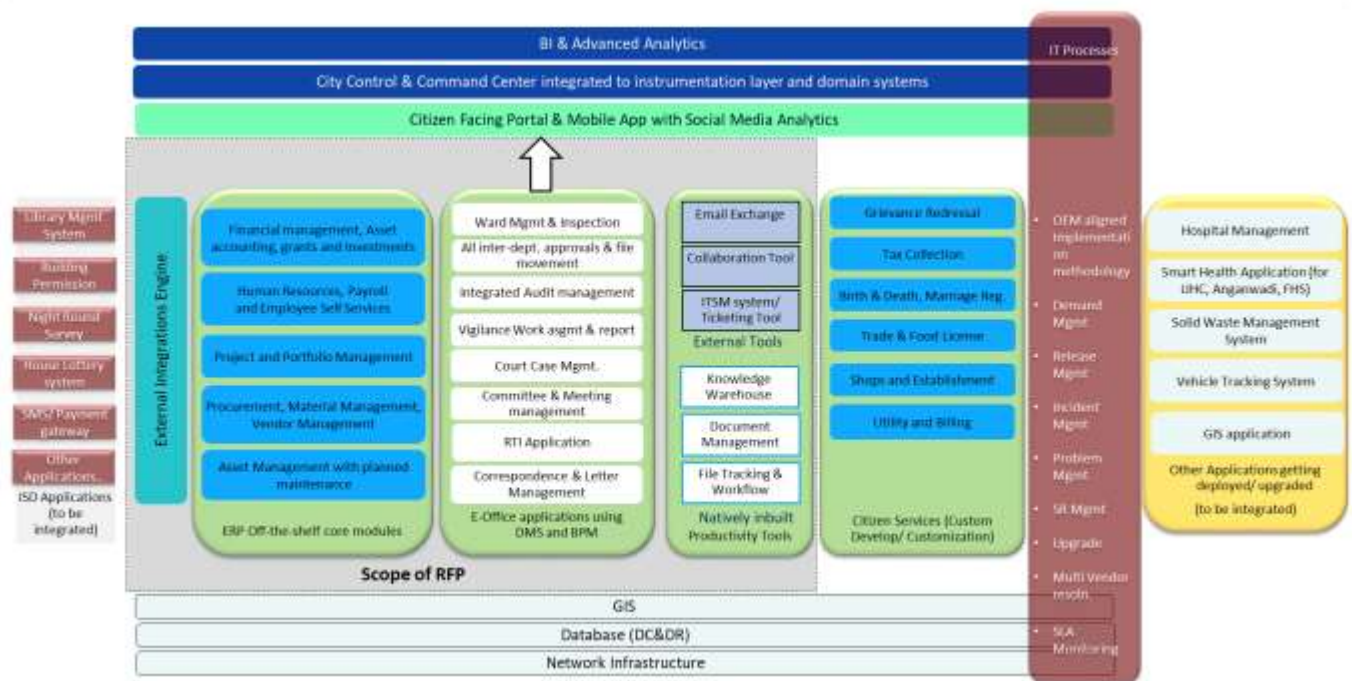 BI & Advanced Analytics
City Control & Command Center integrated to instrumentation layer and domain systems
Citizen Facing Portal & Mobile App with Social Media Analytics
Library Mgmt
System
Building
Permission
Night Round
Survey
House Lottery
system
SMS/ Payment
gateway
Other
Applications..
ISD Applications
(to be
integrated)
External Integrations Engine
Financial management, Asset
accounting, grants and investments
Human Resources, Payroll
and Employee Self Services
Project and Portfolio Management
Procurement, Material Management,
Vendor Management
Asset Management with planned
maintenance
ERP Off-the-shelf core modules
Ward Mgmt & Inspection
All inter-dept, approvals & file
movement
Integrated Audit management
Vigilance Work asgmt & report
Court Case Mgmt.
Committee & Meeting
management
RTI Application
Correspondence & Letter
Management
E-Office applications using
DMS and BPM
Email Exchange
Collaboration Tool
ITSM system/
Ticketing Tool
External Tools
Knowledge
Warehouse
Document
Management
File Tracking &
Workflow
Natively inbuilt
Productivity Tools
Grievance Redressal
Tax Collection
Birth & Death, Marriage Reg.
Trade & Food License
Shops and Establishment
Utility and Billing
Citizen Services (Custom
Develop/ Customization)
Scope of RFP
GIS
Database (DC&DR)
Network Infrastructure
IT Processes
• OEM aligned
implementati
on
methodology
• Demand
Mgmt
• Release
Mgmt
• Incident
Mgmt
• Problem
Mgmt
• SR Mgmt
• Upgrade
• Multi Vendor
resoln
• SLA
Monitoring
Hospital Management
Smart Health Application (for
UHC, Anganwadi, FHS)
Solid Waste Management
System
Vehicle Tracking System
GIS application
Other Applications getting
deployed/ upgraded
(to be integrated)